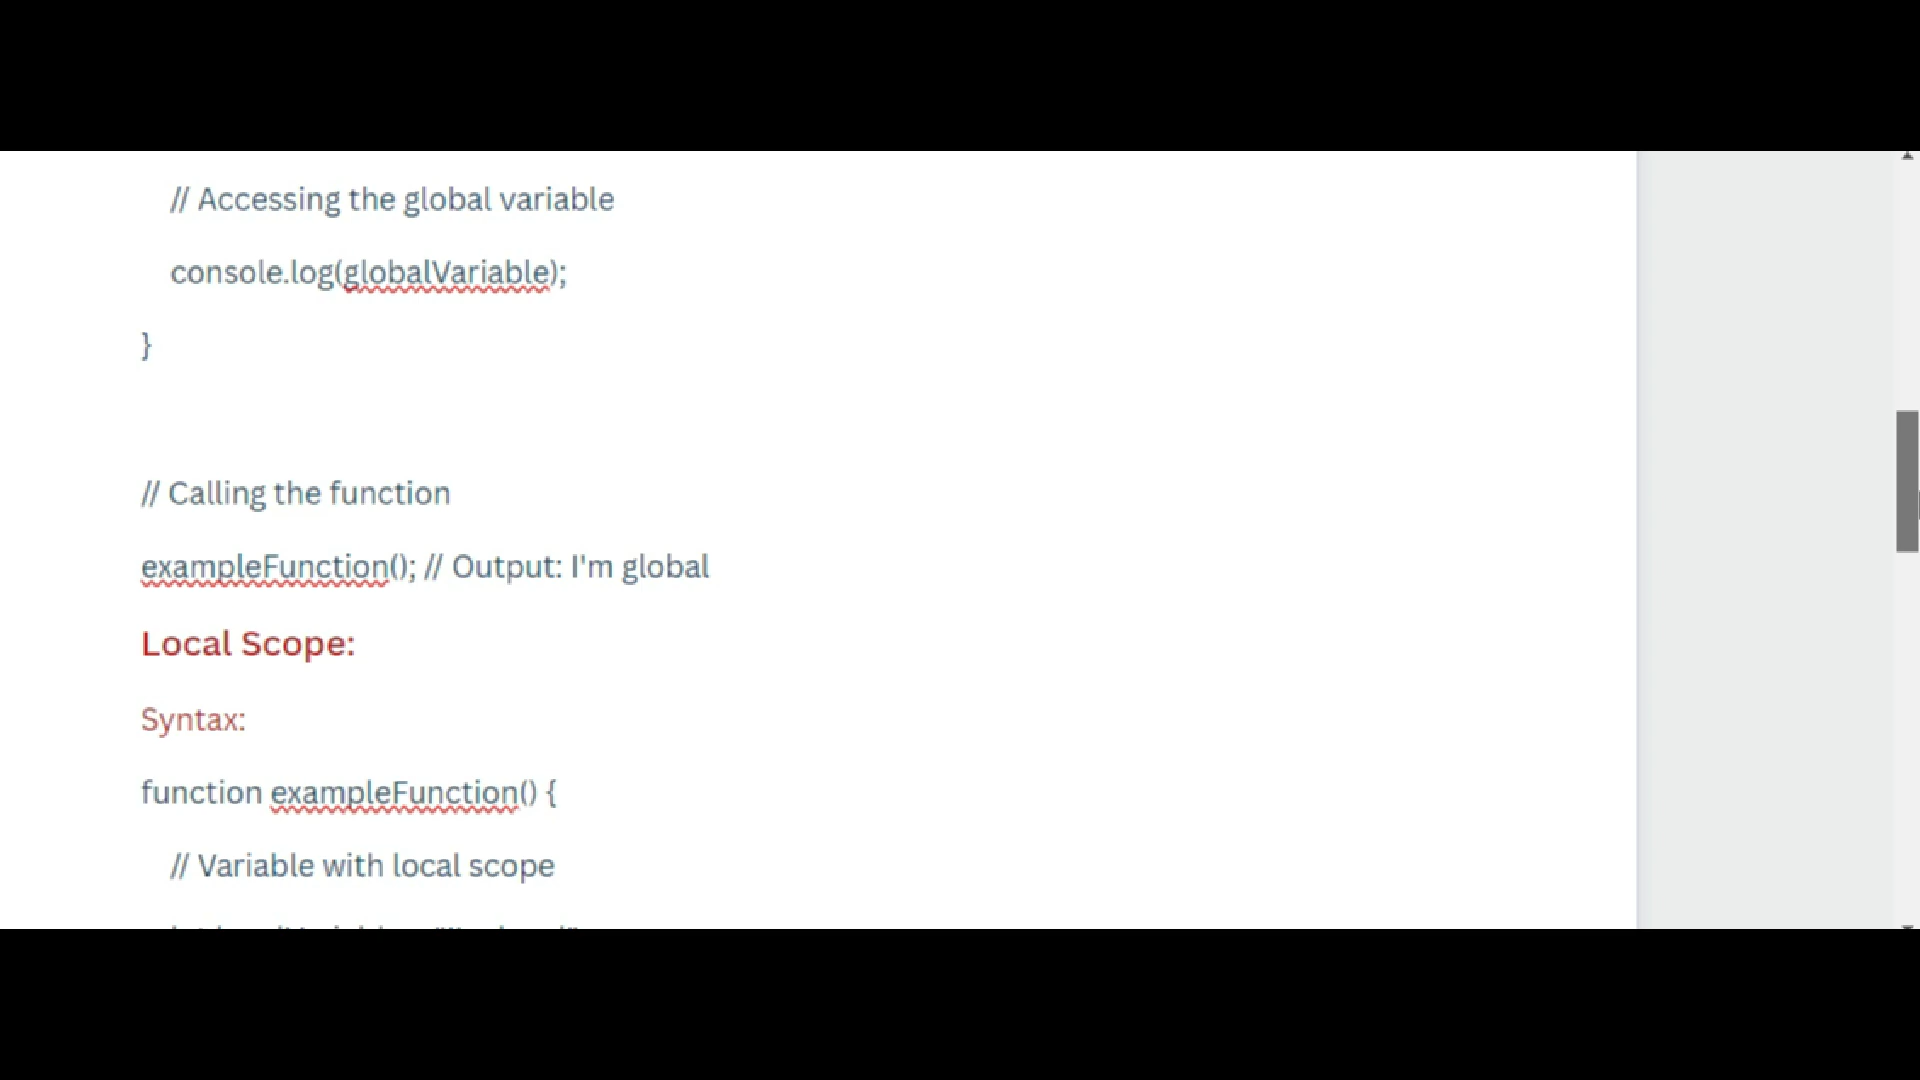 // Accessing the global variable
console.log(globalVariable);
}
// Calling the function
exampleFunction(); // Output: I'm global
Local Scope:
Syntax:
function exampleFunction() {
// Variable with local scope